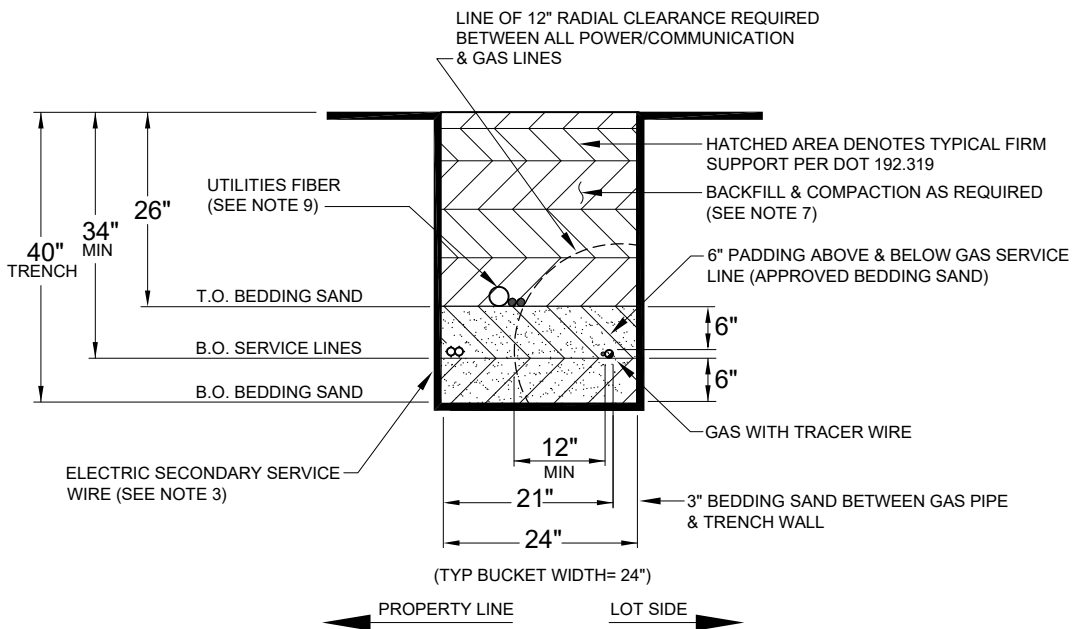 LINE OF 12" RADIAL CLEARANCE REQUIRED
BETWEEN ALL POWER/COMMUNICATION
& GAS LINES
HATCHED AREA DENOTES TYPICAL FIRM
SUPPORT PER DOT 192.319
UTILITIES FIBER
(SEE NOTE 9)
BACKFILL & COMPACTION AS REQUIRED
(SEE NOTE 7)
26"
34"
MIN
40"
TRENCH
6" PADDING ABOVE & BELOW GAS SERVICE
LINE (APPROVED BEDDING SAND)
T.O. BEDDING SAND
6"
B.O. SERVICE LINES
6"
B.O. BEDDING SAND
GAS WITH TRACER WIRE
12"
MIN
ELECTRIC SECONDARY SERVICE
WIRE (SEE NOTE 3)
21"
3" BEDDING SAND BETWEEN GAS PIPE
& TRENCH WALL
24"
(TYP BUCKET WIDTH= 24")
PROPERTY LINE
LOT SIDE